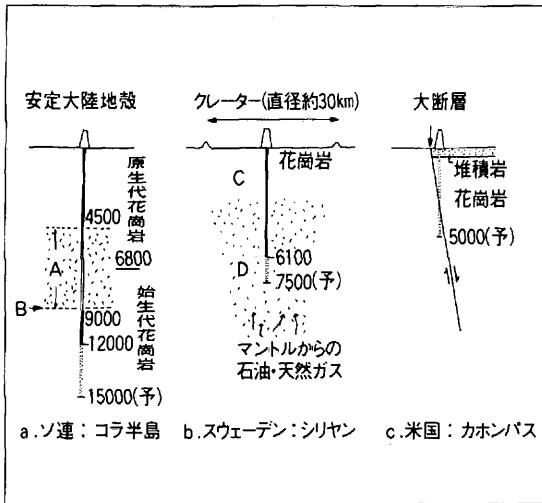 安定大陸地殻
原生代花崗岩
4500
A
6800
B
始生代花崗岩
9000
12000
15000(予)
a.ソ連:コラ半島
クレーター(直径約30km)
花崗岩
C
D
6100
7500(予)
マントルからの
石油・天然ガス
b.スウェーデン:シリヤン
大断層
堆積岩
花崗岩
5000(予)
c.米国:カホンパス